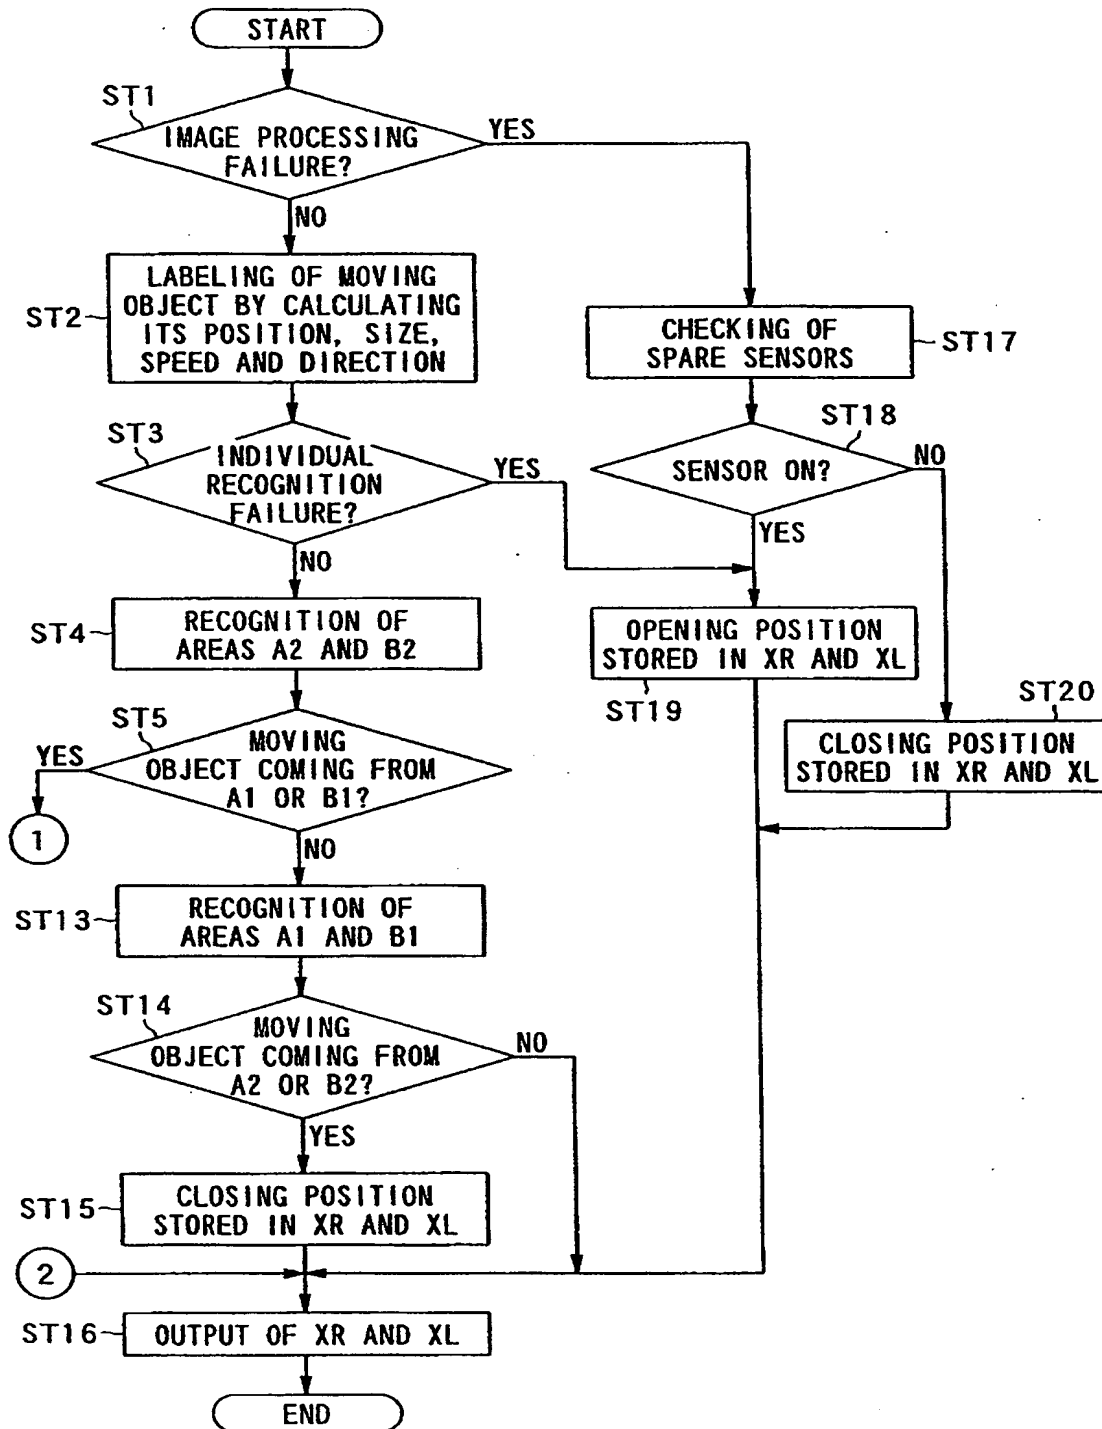 START
ST1
IMAGE PROCESSING
FAILURE?
YES
NO
ST2
LABELING OF MOVING
OBJECT BY CALCULATING
ITS POSITION, SIZE,
SPEED AND DIRECTION
CHECKING OF
SPARE SENSORS
ST17
ST3
INDIVIDUAL
RECOGNITION
FAILURE?
YES
NO
ST18
SENSOR ON?
NO
YES
ST4
RECOGNITION OF
AREAS A2 AND B2
OPENING POSITION
STORED IN XR AND XL
ST19
ST20
CLOSING POSITION
STORED IN XR AND XL
ST5
YES
MOVING
OBJECT COMING FROM
A1 OR B1?
1
NO
ST13
RECOGNITION OF
AREAS A1 AND B1
ST14
MOVING
OBJECT COMING FROM
A2 OR B2?
NO
YES
ST15
CLOSING POSITION
STORED IN XR AND XL
2
ST16
OUTPUT OF XR AND XL
END